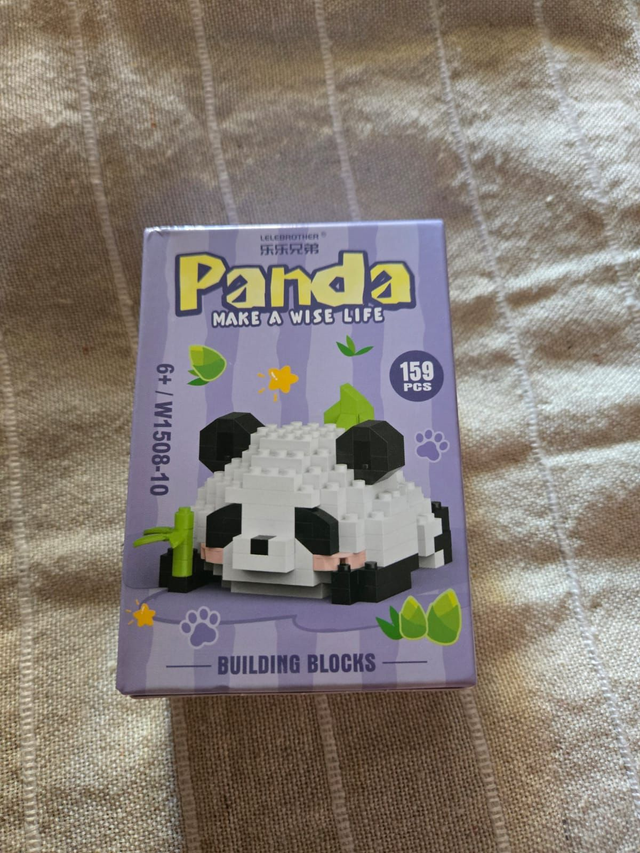 LELEBROTHER®
乐乐兄弟
Panda
MAKE A WISE LIFE
159
PCS
6+ / W1508-10
BUILDING BLOCKS